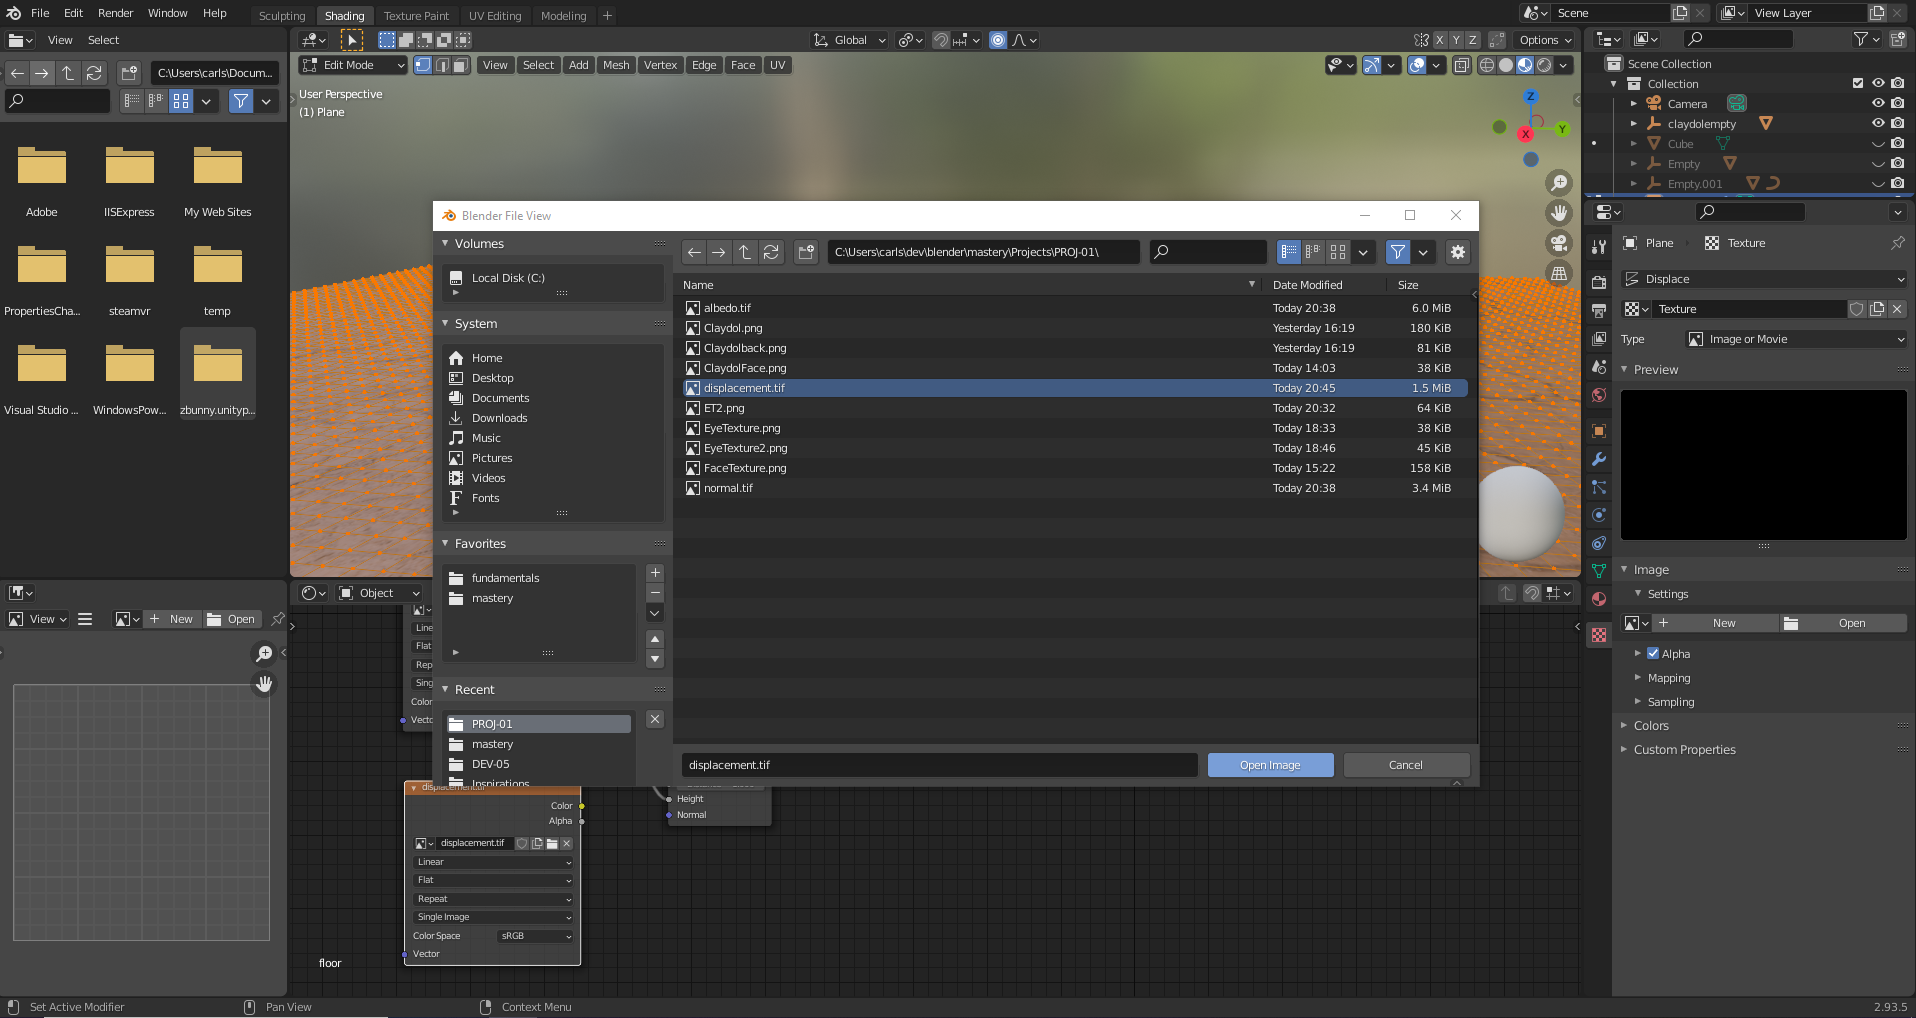 File Edit Render Window Help Sculpting Shading Texture Paint UV Editing Modeling + Scene View Layer
View Select Global Options
C:\Users\carls\Docum...
Edit Mode View Select Add Mesh Vertex Edge Face UV
User Perspective
(1) Plane
X Y Z
Z
Y
X
Adobe IISExpress My Web Sites
PropertiesCha... steamvr temp
Visual Studio ... WindowsPow... zbunny.unityp...
View New Open
Scene Collection
Collection
Camera
claydolempty
Cube
Empty
Empty.001
Plane Texture
Displace
Texture
Type Image or Movie
Preview
Image
Settings
New Open
Alpha
Mapping
Sampling
Colors
Custom Properties
Blender File View
Volumes
Local Disk (C:)
System
Home
Desktop
Documents
Downloads
Music
Pictures
Videos
Fonts
Favorites
fundamentals
mastery
Recent
PROJ-01
mastery
DEV-05
Inspirations
C:\Users\carls\dev\blender\mastery\Projects\PROJ-01\
Name Date Modified Size
albedo.tif Today 20:38 6.0 MiB
Claydol.png Yesterday 16:19 180 KiB
Claydolback.png Yesterday 16:19 81 KiB
ClaydolFace.png Today 14:03 38 KiB
displacement.tif Today 20:45 1.5 MiB
ET2.png Today 20:32 64 KiB
EyeTexture.png Today 18:33 38 KiB
EyeTexture2.png Today 18:46 45 KiB
FaceTexture.png Today 15:22 158 KiB
normal.tif Today 20:38 3.4 MiB
displacement.tif Open Image Cancel
Object
Line
Flat
Rep
Sing
Color
Vecto
displacement.tif
Color
Alpha
displacement.tif
Linear
Flat
Repeat
Single Image
Color Space sRGB
Vector
Height
Normal
floor
Set Active Modifier Pan View Context Menu 2.93.5